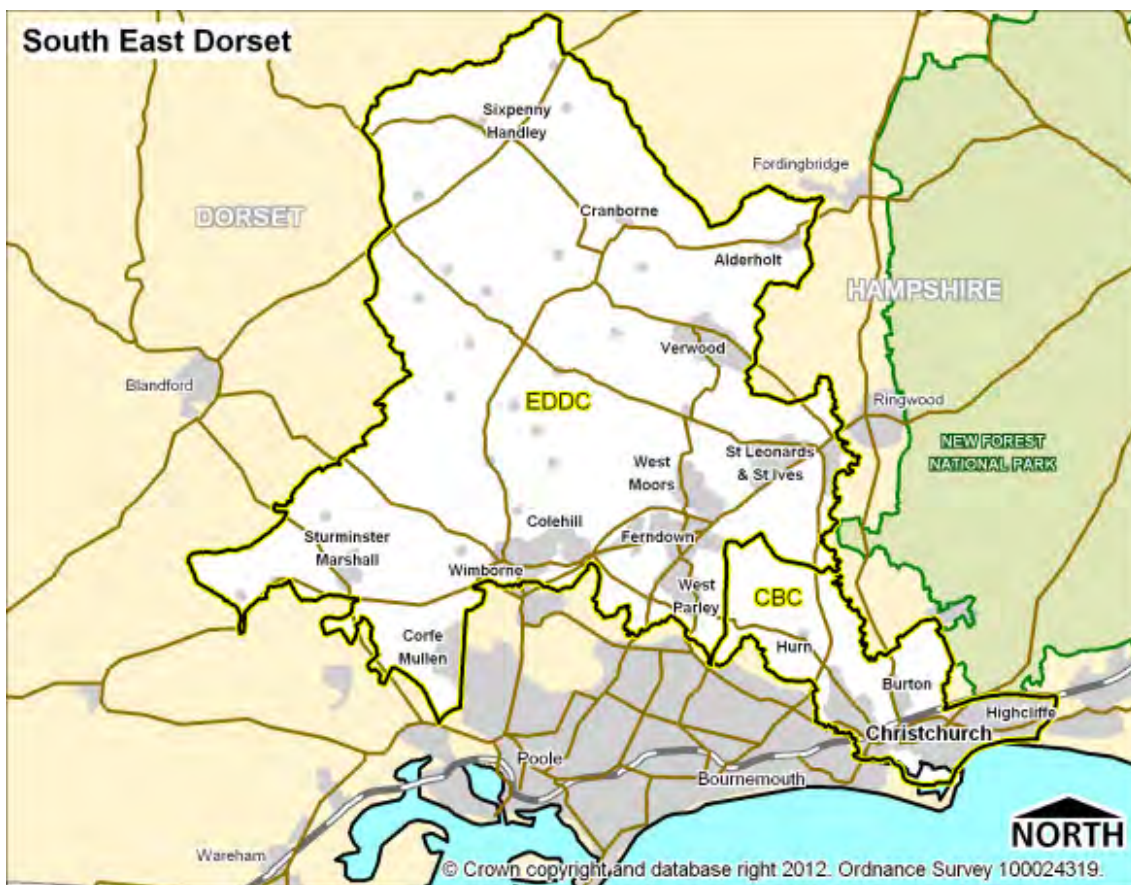 South East Dorset
Sixpenny
Handley
Fordingbridge
DORSET
Cranborne
Alderholt
HAMPSHIRE
Verwood
Blandford
EDDC
Ringwood
NEW FOREST
NATIONAL PARK
St Leonards
& St Ives
West
Moors
Colehill
Sturminster
Marshall
Ferndown
Wimborne
West
Parley
CBC
Corfe
Mullen
Hurn
Burton
Highcliffe
Christchurch
Poole
Bournemouth
NORTH
Wareham
© Crown copyright and database right 2012. Ordnance Survey 100024319.